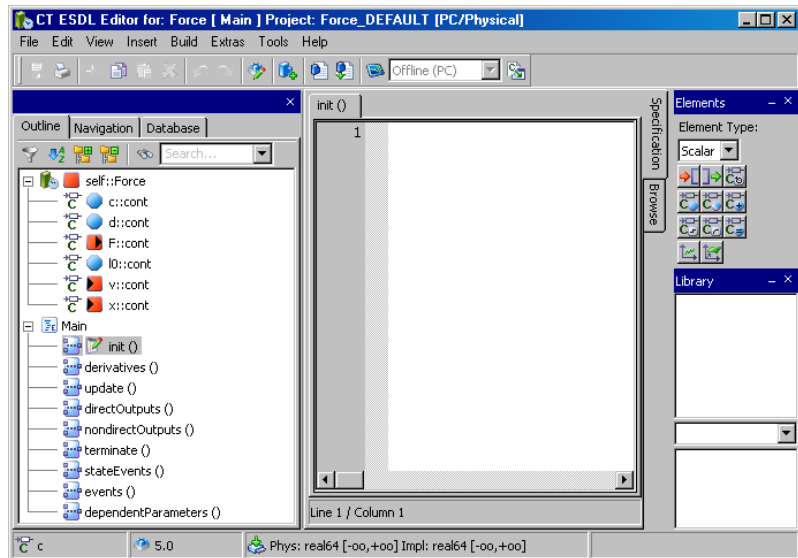 CT ESDL Editor for: Force [ Main ] Project: Force_DEFAULT [PC/Physical]
File Edit View Insert Build Extras Tools Help
Offline (PC)
Outline Navigation Database
Search...
self::Force
c::cont
d::cont
F::cont
l0::cont
v::cont
x::cont
Main
init ()
derivatives ()
update ()
directOutputs ()
nondirectOutputs ()
terminate ()
stateEvents ()
events ()
dependentParameters ()
init ()
1
Line 1 / Column 1
Specification
Browse
Elements
Element Type:
Scalar
Library
c
5.0
Phys: real64 [-oo,+oo] Impl: real64 [-oo,+oo]